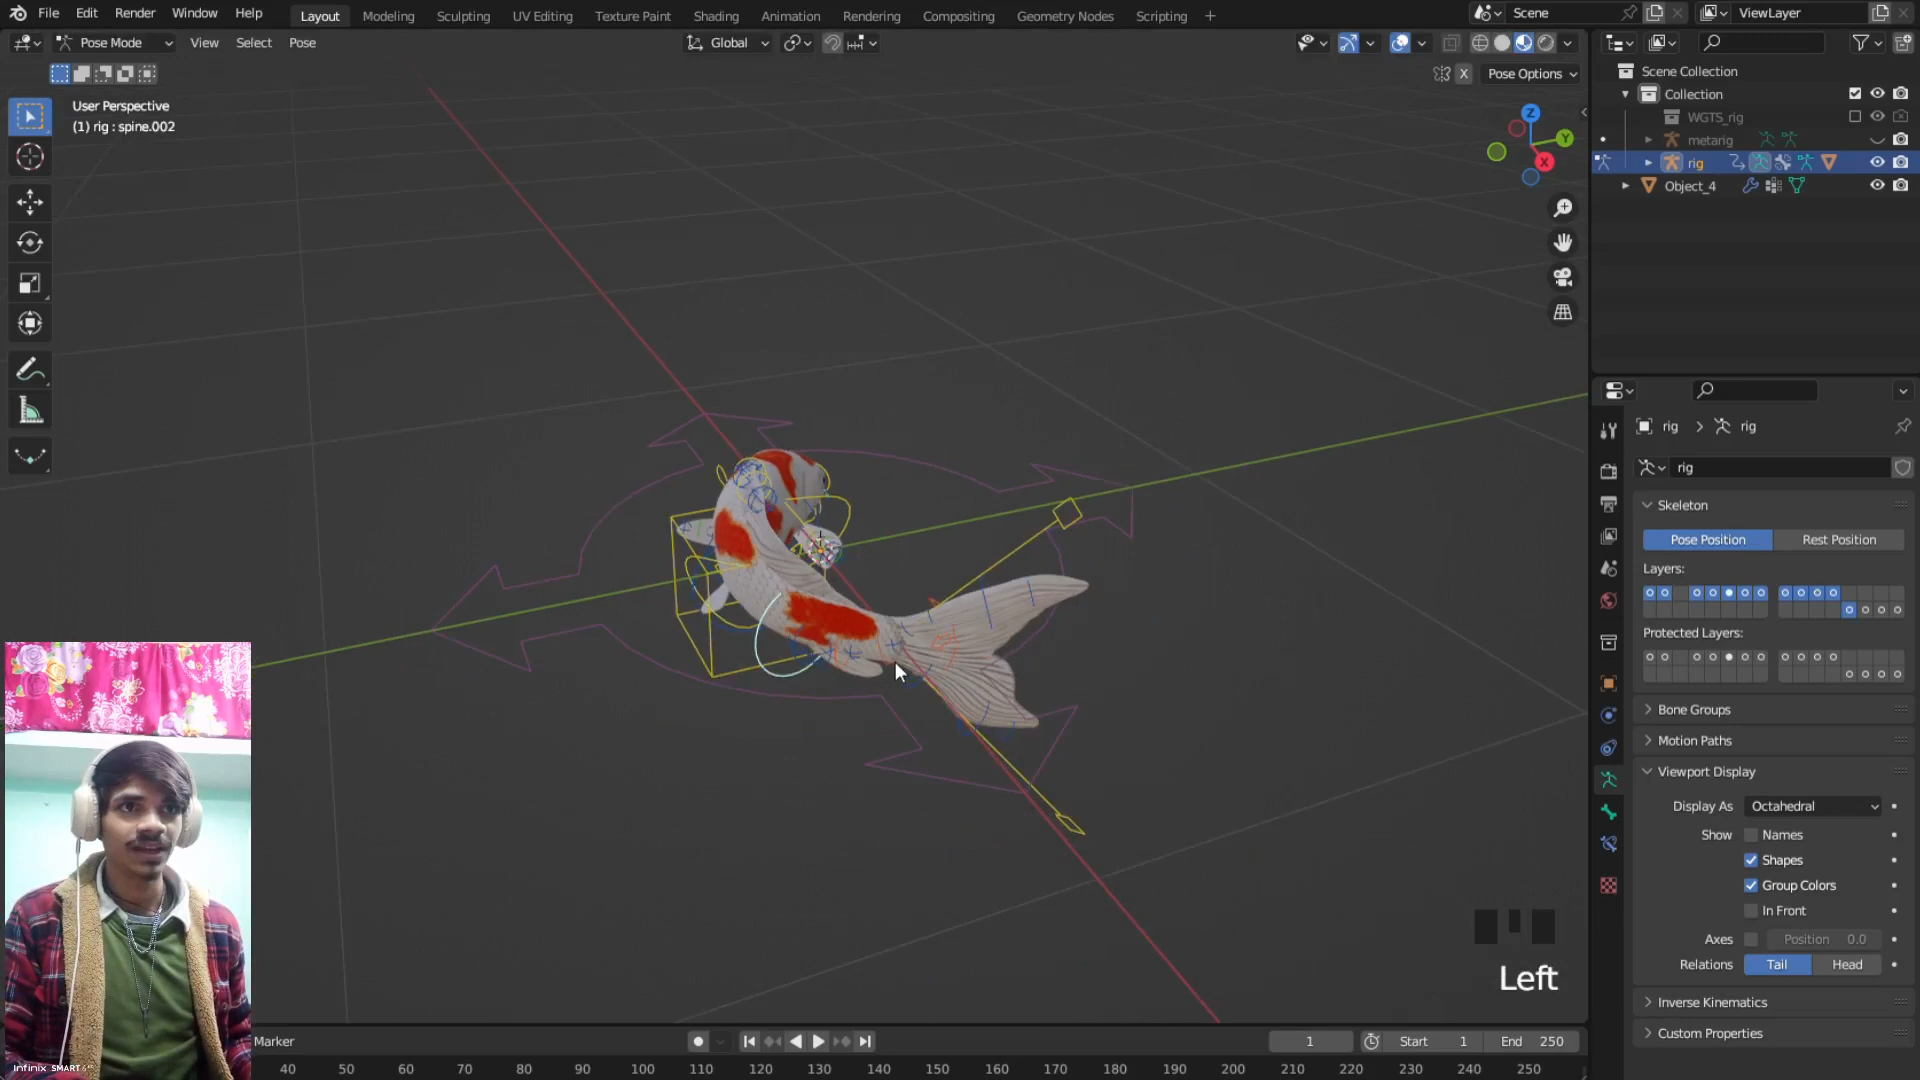 File Edit Render Window Help
Layout Modeling Sculpting UV Editing Texture Paint Shading Animation Rendering Compositing Geometry Nodes Scripting +
Scene
ViewLayer
Pose Mode View Select Pose
Global
X Pose Options
User Perspective
(1) rig : spine.002
Z
Y
X
Scene Collection
Collection
WGTS_rig
metarig
rig
Object_4
rig > rig
rig
Skeleton
Pose Position Rest Position
Layers:
Protected Layers:
Bone Groups
Motion Paths
Viewport Display
Display As Octahedral
Show Names
Shapes
Group Colors
In Front
Axes Position 0.0
Relations Tail Head
Inverse Kinematics
Custom Properties
Left
Marker
1 Start 1 End 250
40 50 60 70 80 90 100 110 120 130 140 150 160 170 180 190 200 210 220 230 240 250